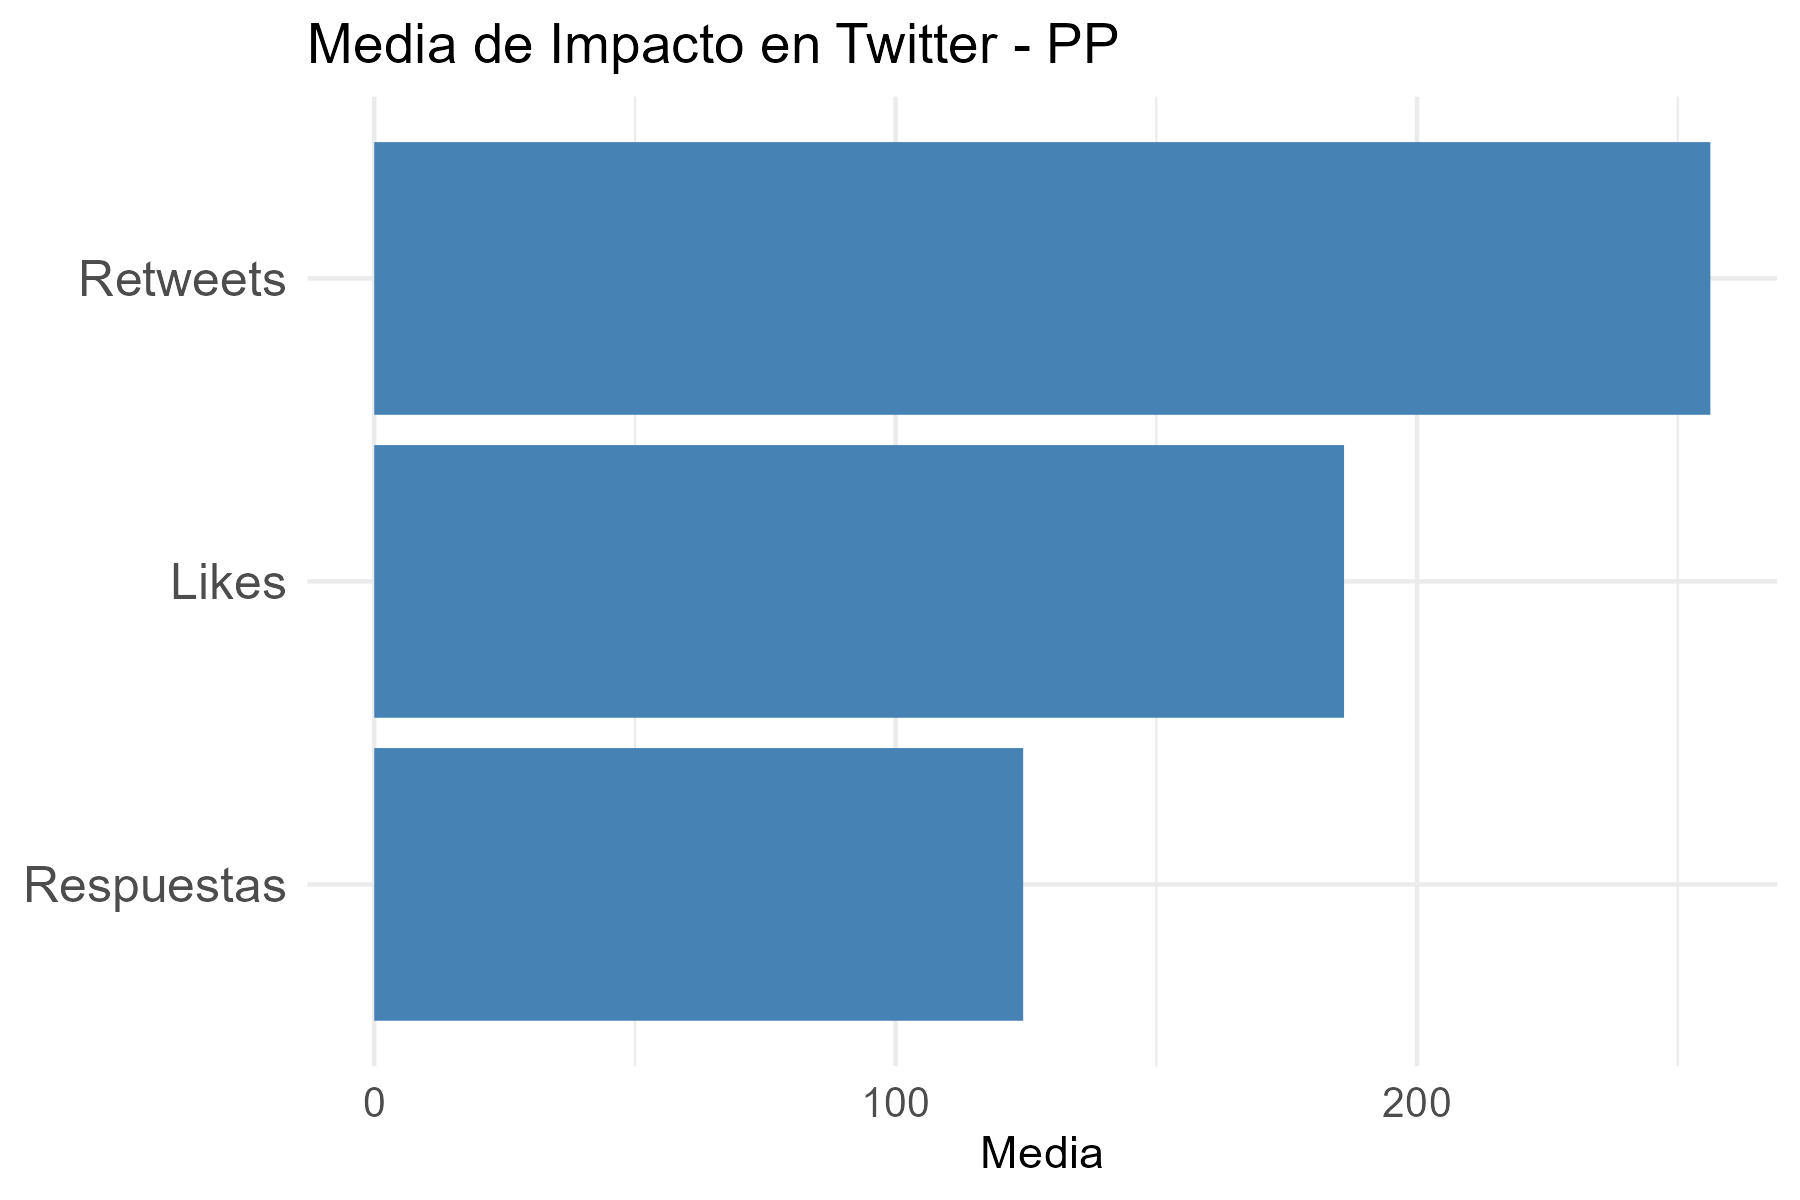 Media de Impacto en Twitter - PP
Retweets
Likes
Respuestas
0 100 200
Media